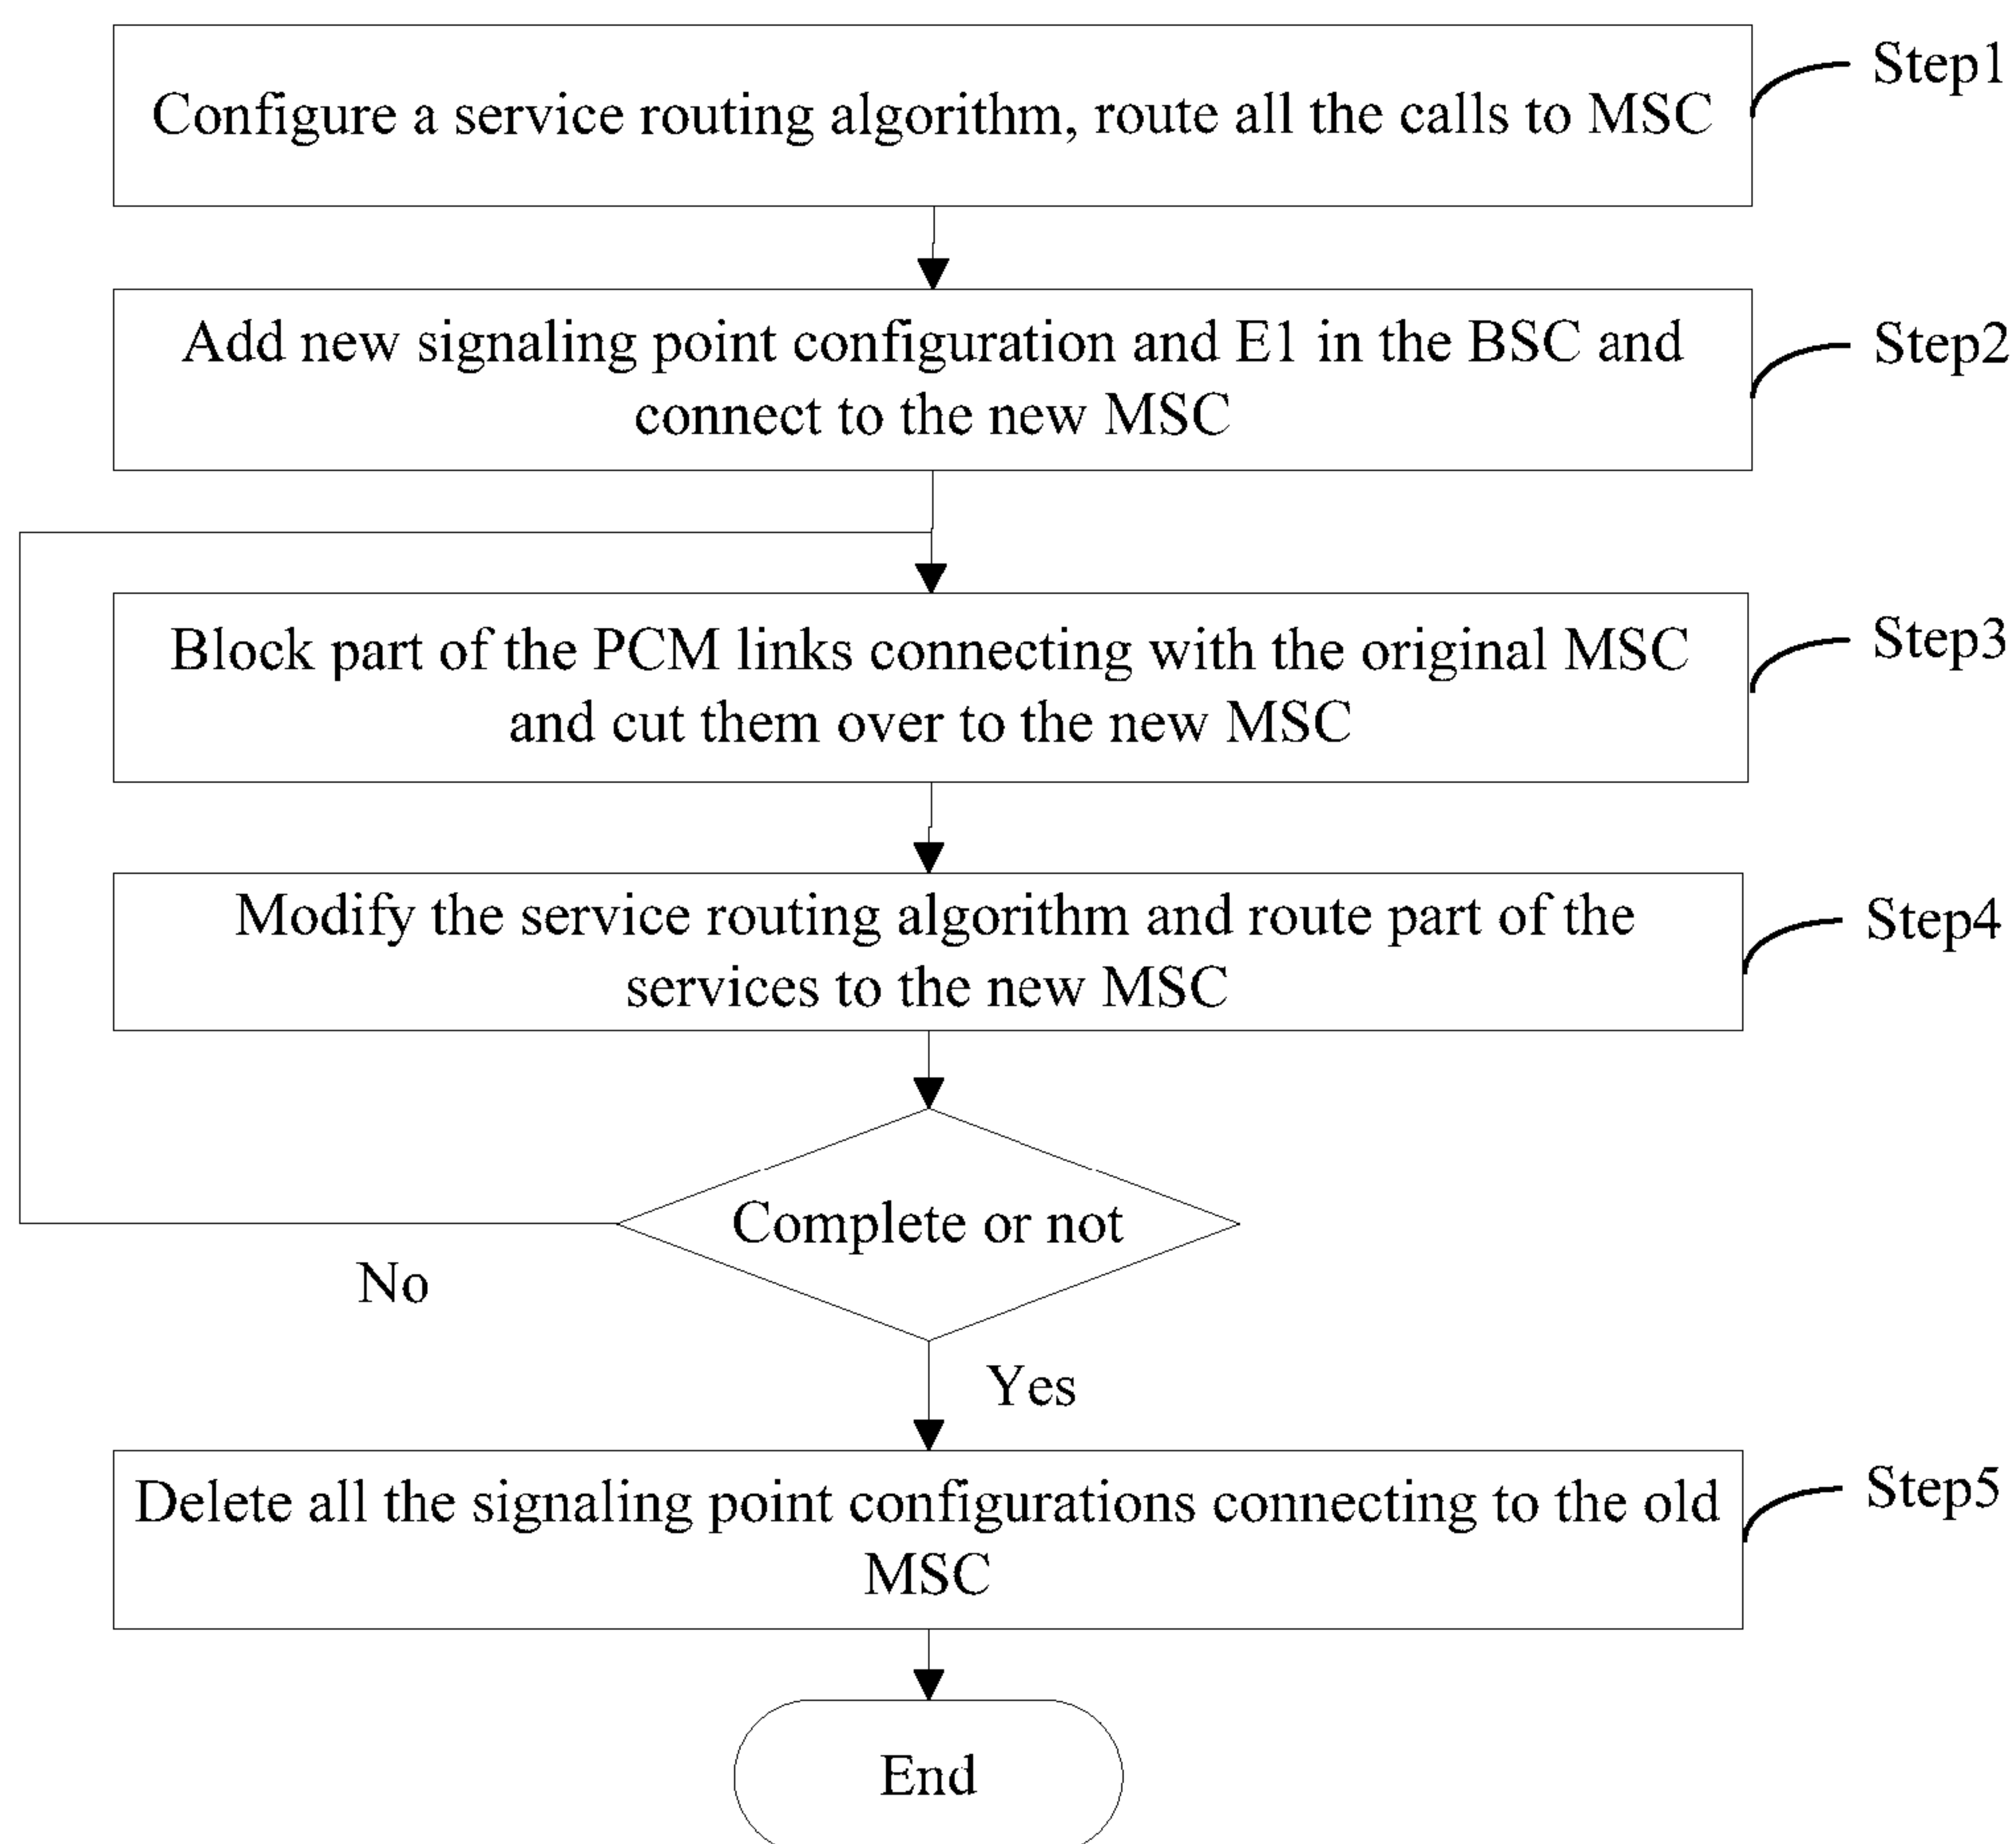 Configure a service routing algorithm, route all the calls to MSC
Step1
Add new signaling point configuration and E1 in the BSC and
connect to the new MSC
Step2
Block part of the PCM links connecting with the original MSC
and cut them over to the new MSC
Step3
Modify the service routing algorithm and route part of the
services to the new MSC
Step4
Complete or not
No
Yes
Delete all the signaling point configurations connecting to the old
MSC
Step5
End